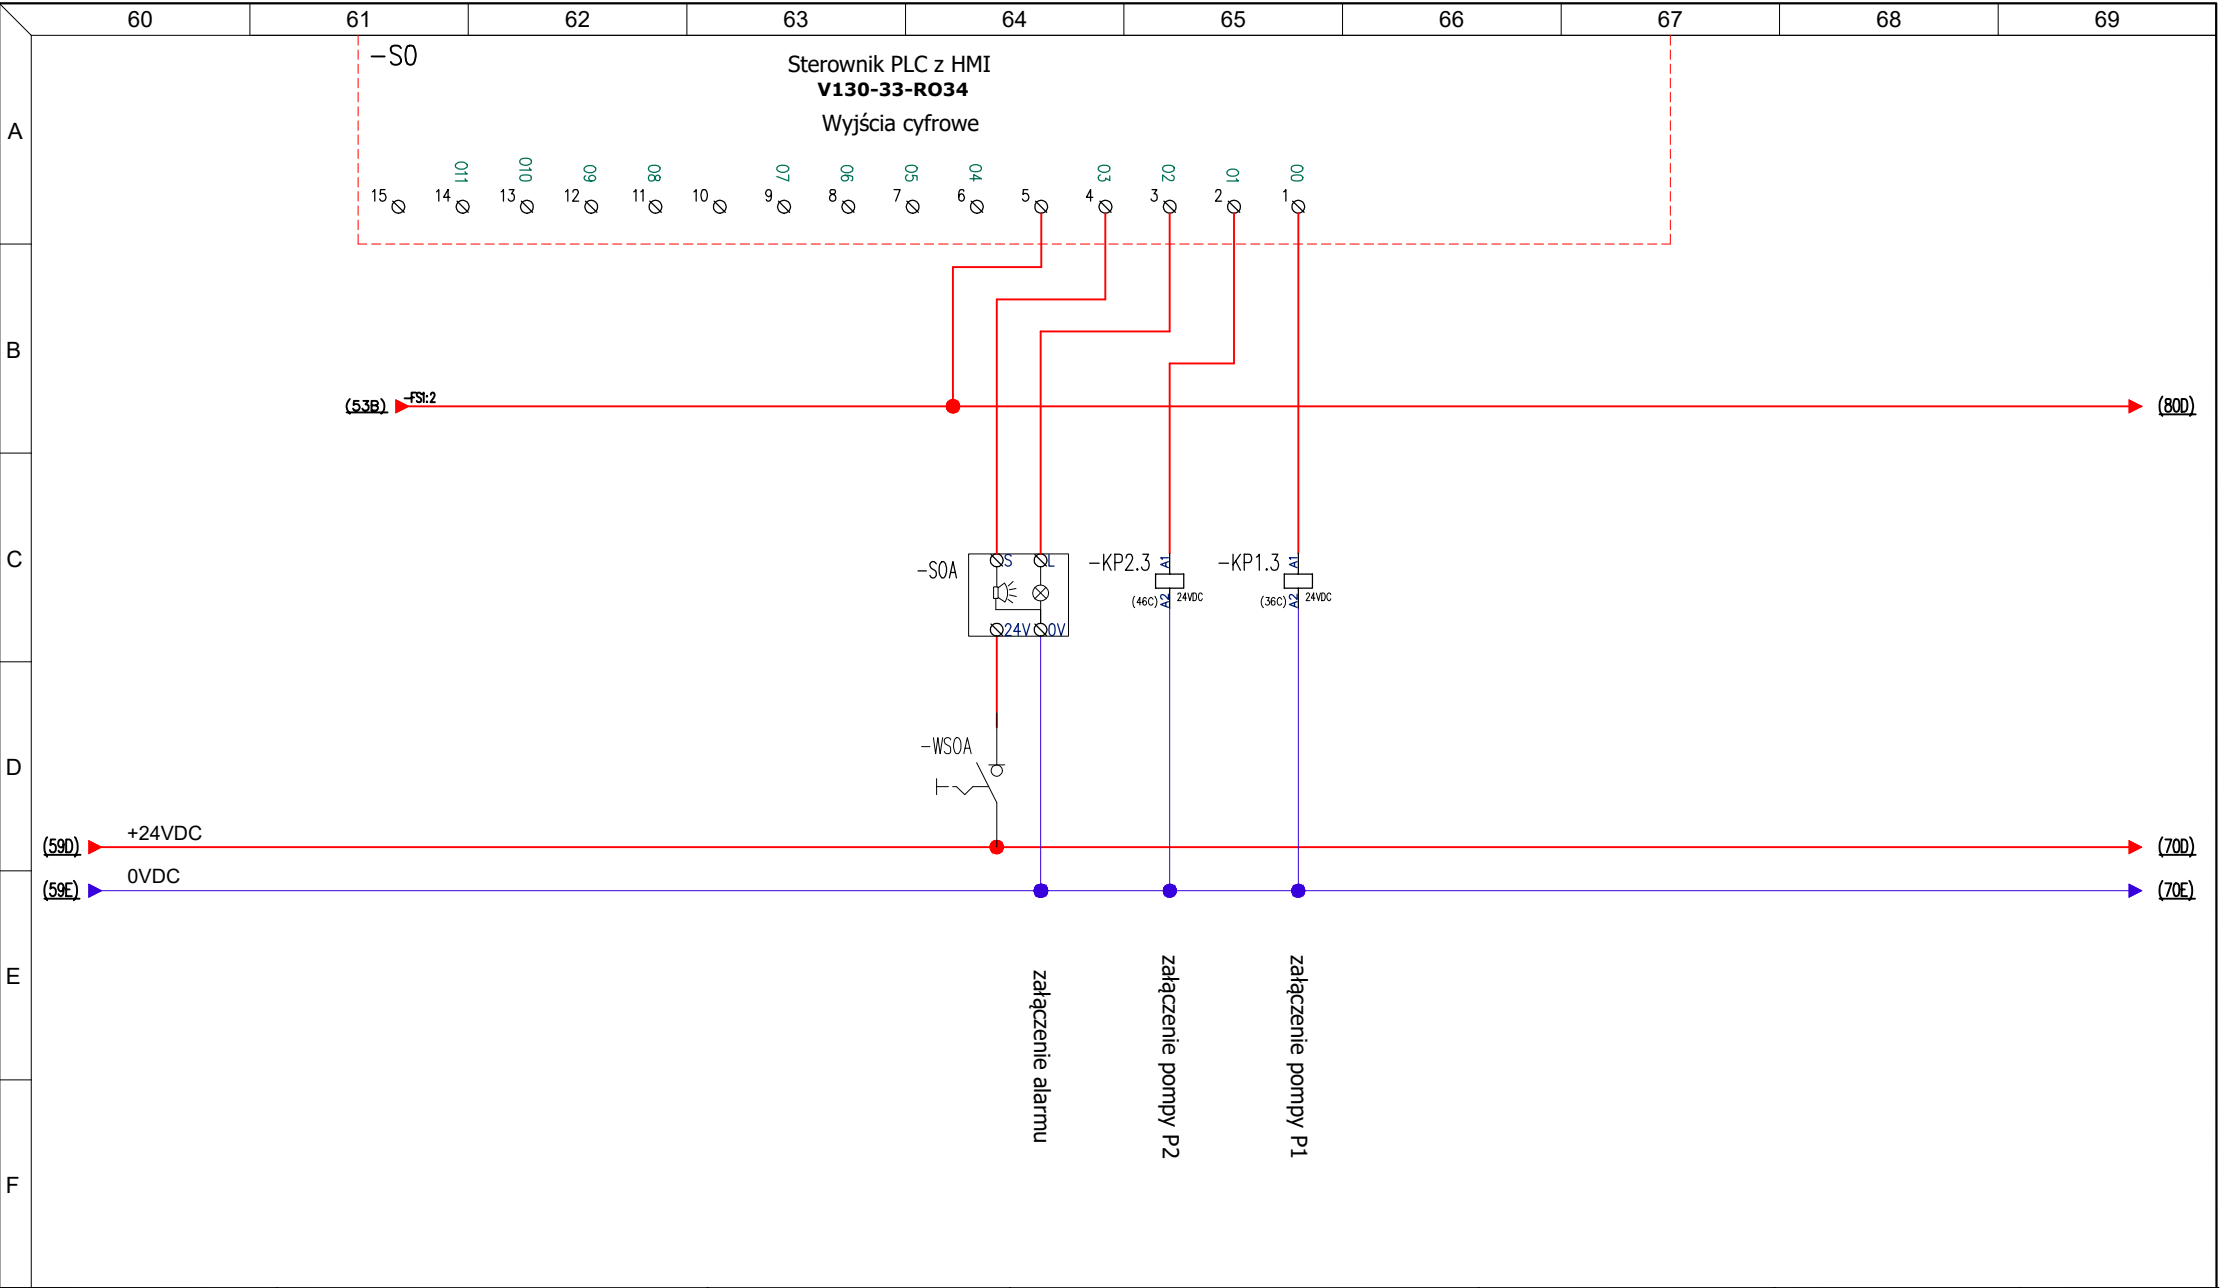 60 61 62 63 64 65 66 67 68 69
-S0
Sterownik PLC z HMI
V130-33-RO34
Wyjścia cyfrowe
A
O11 O10 O9 O8 O7 O6 O5 O4 O3 O2 O1 O0
15 14 13 12 11 10 9 8 7 6 5 4 3 2 1
B
(53B) -FS1:2 (80D)
C
-SOA S L -KP2.3 A1 -KP1.3 A1
(46C) A2 24VDC (36C) A2 24VDC
24V 0V
D
-WSOA
(59D) +24VDC (70D)
(59E) 0VDC (70E)
E
załączenie alarmu
załączenie pompy P2
załączenie pompy P1
F